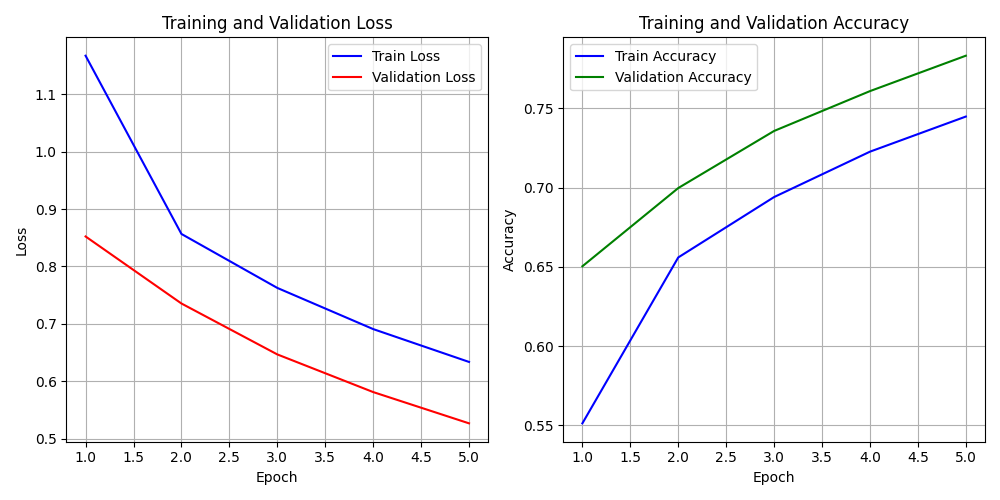 Training and Validation Loss
Train Loss
Validation Loss
1.1
1.0
0.9
0.8
0.7
0.6
0.5
Loss
1.0 1.5 2.0 2.5 3.0 3.5 4.0 4.5 5.0
Epoch
Training and Validation Accuracy
Train Accuracy
Validation Accuracy
0.75
0.70
0.65
0.60
0.55
Accuracy
1.0 1.5 2.0 2.5 3.0 3.5 4.0 4.5 5.0
Epoch